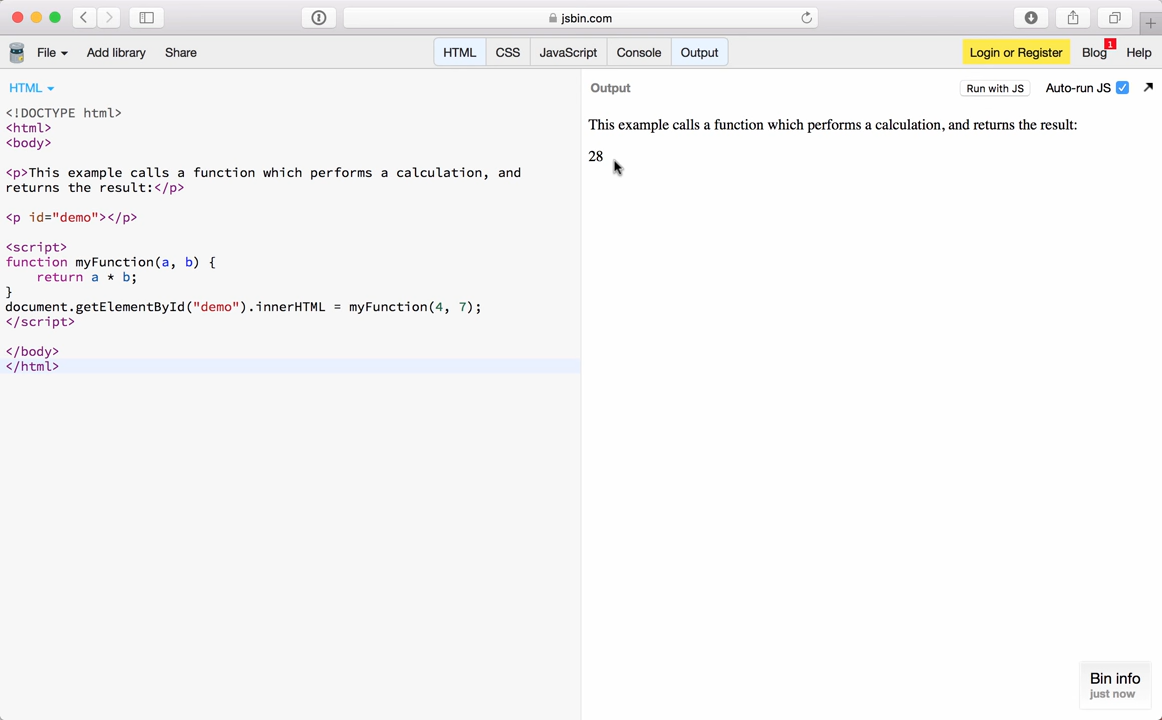 jsbin.com
File
Add library
Share
HTML
CSS
JavaScript
Console
Output
Login or Register
Blog
1
Help
HTML
<!DOCTYPE html>
<html>
<body>
<p>This example calls a function which performs a calculation, and
returns the result:</p>
<p id="demo"></p>
<script>
function myFunction(a, b) {
    return a * b;
}
document.getElementById("demo").innerHTML = myFunction(4, 7);
</script>
</body>
</html>
Output
Run with JS
Auto-run JS
This example calls a function which performs a calculation, and returns the result:
28
Bin info
just now